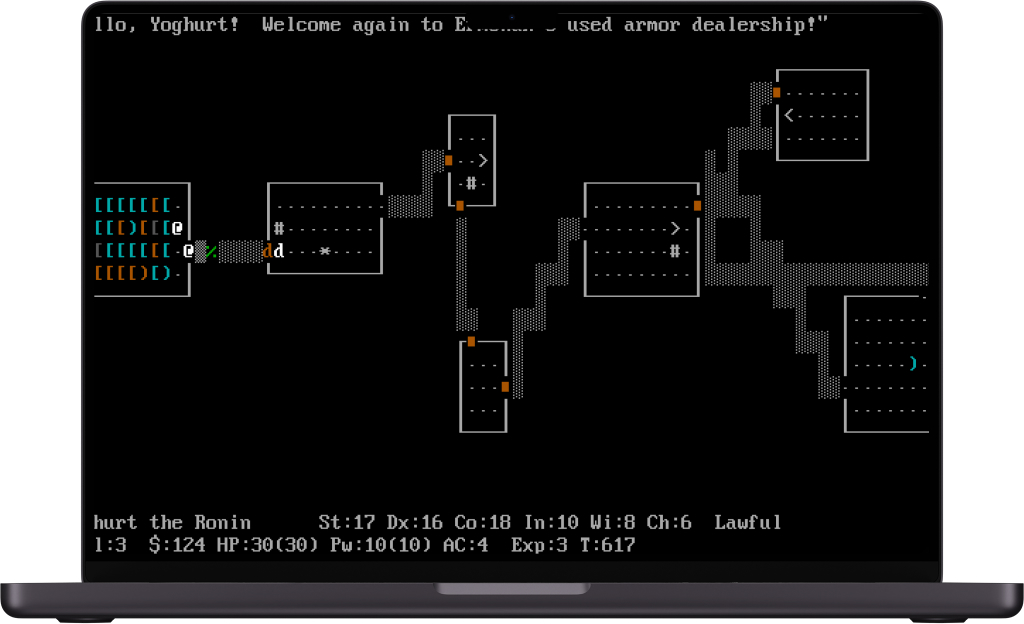 llo, Yoghurt! Welcome again to used armor dealership!"
hurt the Ronin St:17 Dx:16 Co:18 In:10 Wi:8 Ch:6 Lawful
l:3 $:124 HP:30(30) Pw:10(10) AC:4 Exp:3 T:617